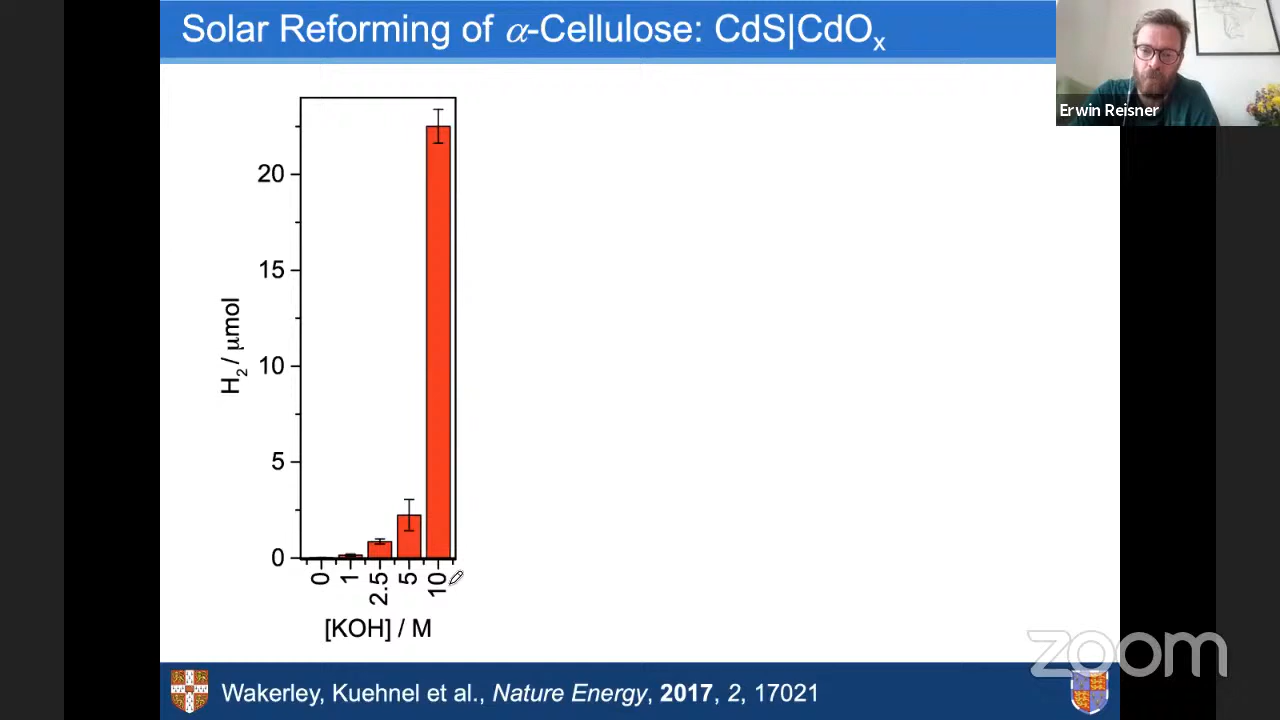 Solar Reforming of α-Cellulose: CdS|CdOx
Erwin Reisner
20
15
10
5
0
H2 / μmol
0 1 2.5 5 10
[KOH] / M
zoom
Wakerley, Kuehnel et al., Nature Energy, 2017, 2, 17021